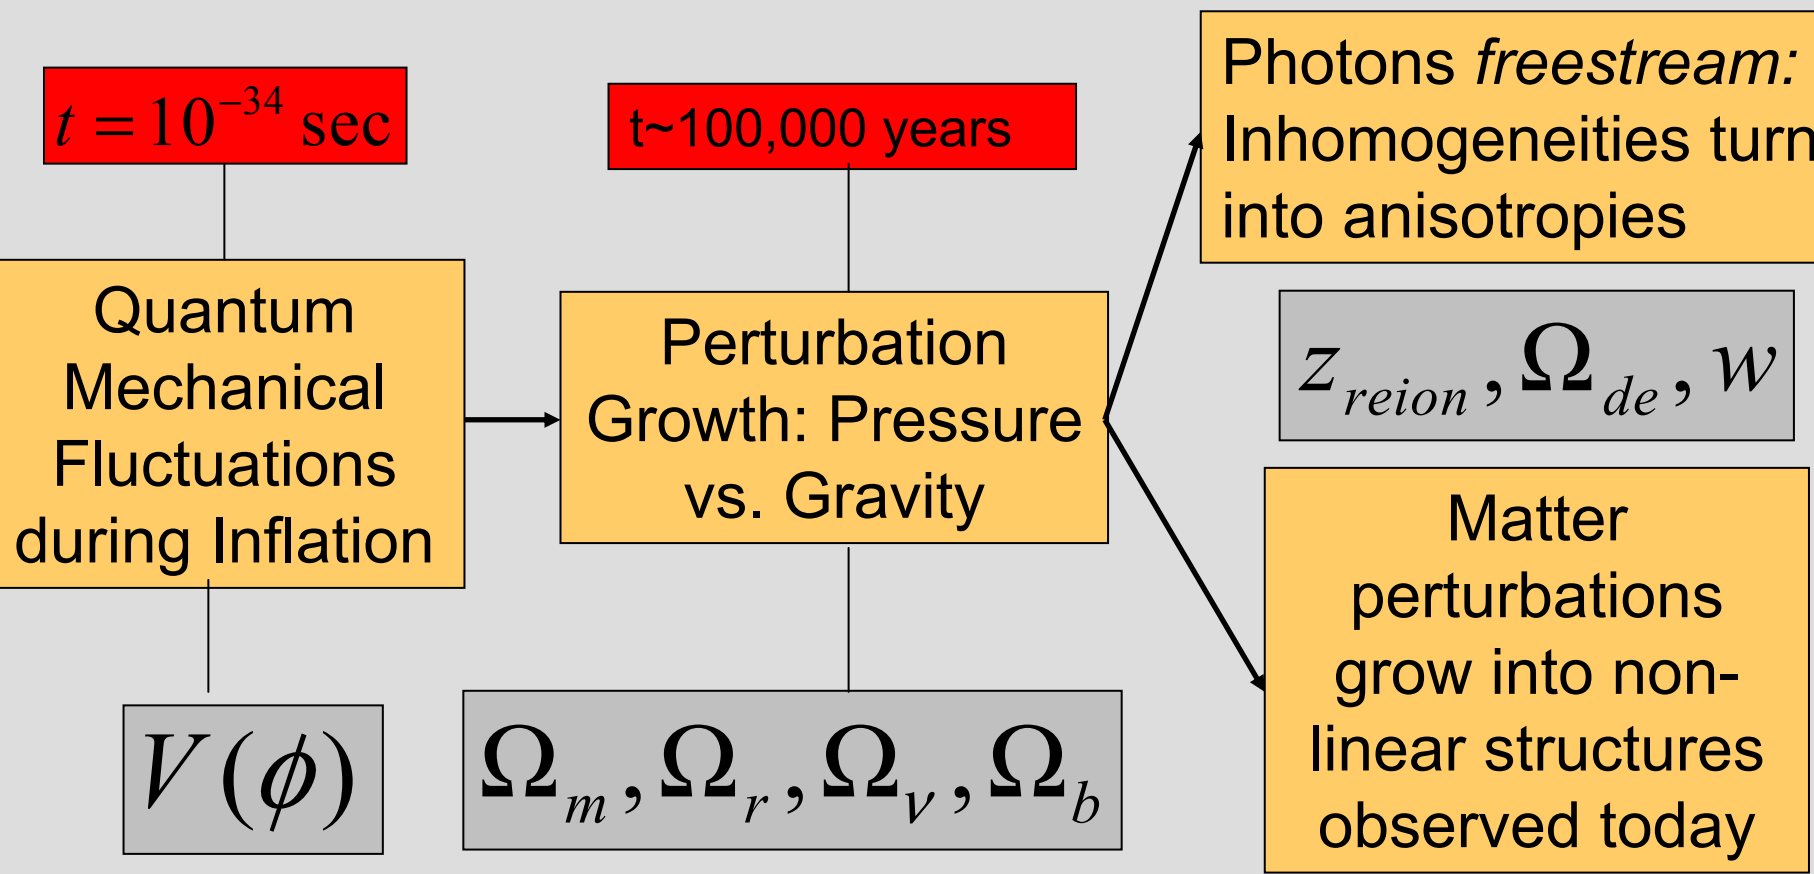 t = 10⁻³⁴ sec
t~100,000 years
Photons freestream:
Inhomogeneities turn
into anisotropies
Quantum
Mechanical
Fluctuations
during Inflation
Perturbation
Growth: Pressure
vs. Gravity
z_reion, Ω_de, w
Matter
perturbations
grow into non-
linear structures
observed today
V(ϕ)
Ω_m, Ω_r, Ω_ν, Ω_b